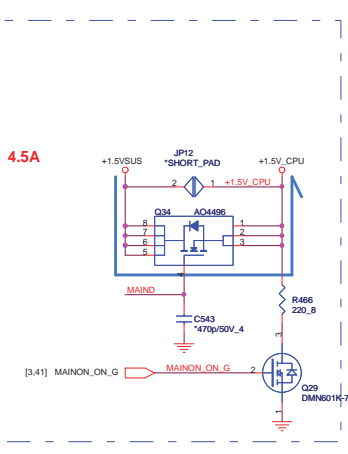 4.5A
JP12
*SHORT_PAD
+1.5VSUS
+1.5V_CPU
2
1
+1.5V_CPU
Q34
AO4496
8
7
6
5
1
2
3
4
MAIND
C543
*470p/50V_4
R466
220_8
3
[3,41] MAINON_ON_G
MAINON_ON_G
2
Q29
DMN601K-7
1